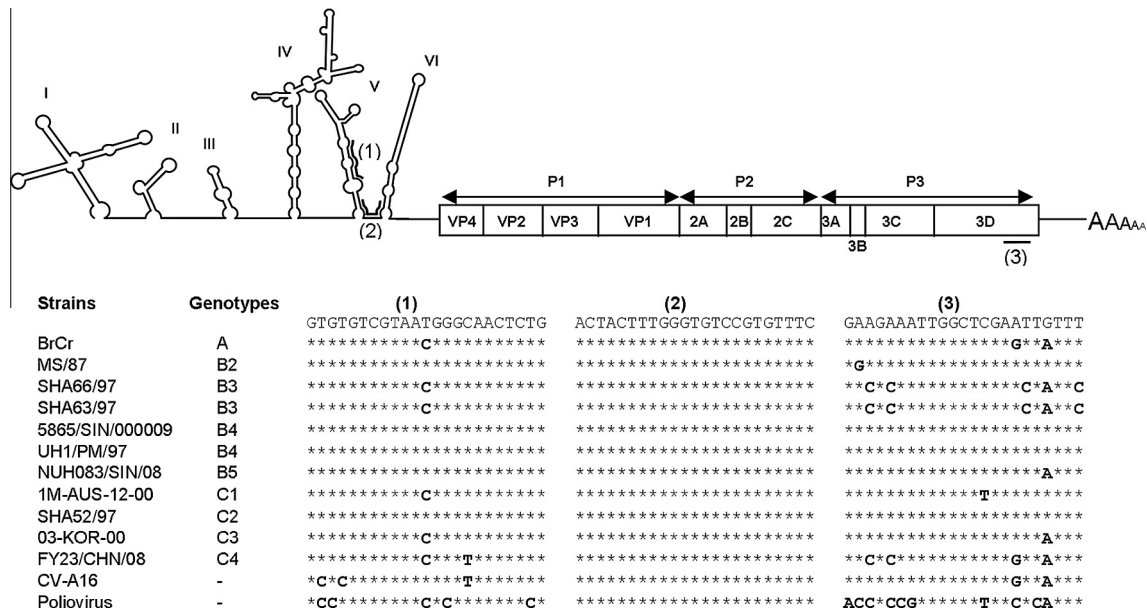 I
II
III
IV
V
VI
(1)
(2)
P1 P2 P3
VP4 VP2 VP3 VP1 2A 2B 2C 3A 3C 3D
3B
(3)
AAAAA
Strains Genotypes (1) (2) (3)
GTGTGTCGTAATGGGCAACTCTG ACTACTTTGGGTGTCCGTGTTTC GAAGAAATTGGCTCGAATTGTTT
BrCr A ***********C*********** *********************** ****************G**A***
MS/87 B2 *********************** *********************** *G*********************
SHA66/97 B3 ***********C*********** *********************** **C*C************C*A**C
SHA63/97 B3 ***********C*********** *********************** **C*C************C*A**C
5865/SIN/000009 B4 *********************** *********************** ***********************
UH1/PM/97 B4 *********************** *********************** ***********************
NUH083/SIN/08 B5 *********************** *********************** *******************A***
1M-AUS-12-00 C1 ***********C*********** *********************** *************T*********
SHA52/97 C2 *********************** *********************** ***********************
03-KOR-00 C3 ***********C*********** *********************** *******************A***
FY23/CHN/08 C4 ***********C***T******* *********************** **C*C***********G**A***
CV-A16 - *C*C***********T******* *********************** ****************G**A***
Poliovirus - *CC********C*C*******C* *********************** ACC*CCG******T**C*CA***